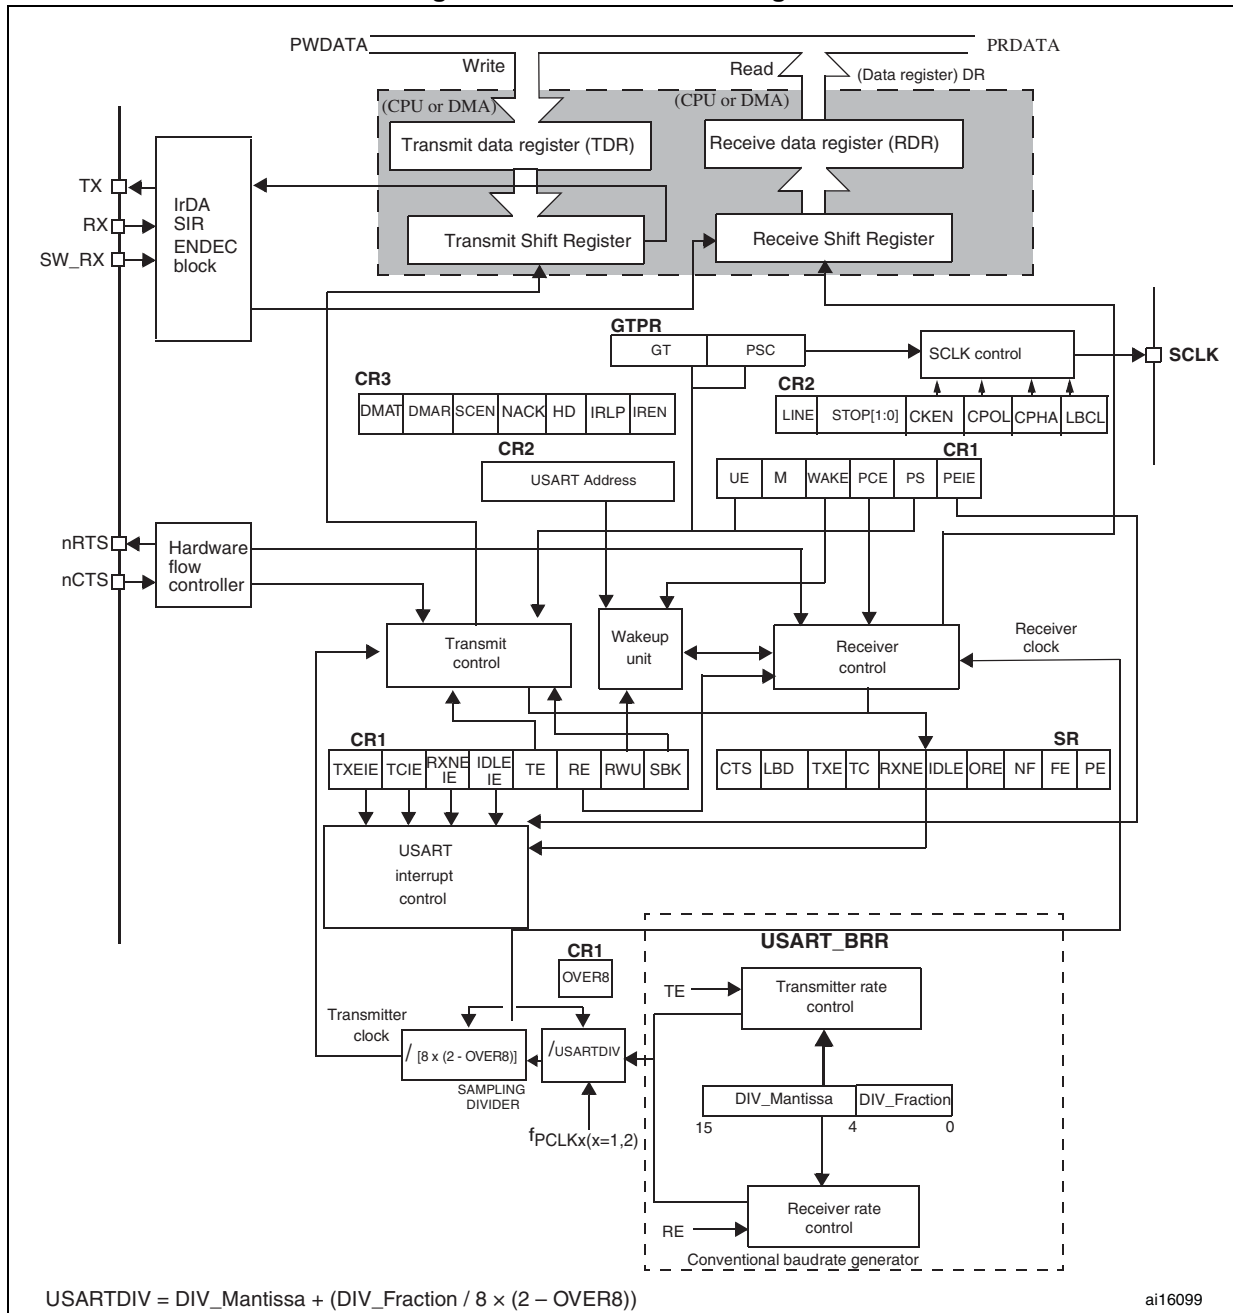 PWDATA
PRDATA
Write
Read
(Data register) DR
(CPU or DMA)
(CPU or DMA)
Transmit data register (TDR)
Receive data register (RDR)
TX
RX
SW_RX
IrDA
SIR
ENDEC
block
Transmit Shift Register
Receive Shift Register
GTPR
GT
PSC
SCLK control
SCLK
CR3
DMAT
DMAR
SCEN
NACK
HD
IRLP
IREN
CR2
LINE
STOP[1:0]
CKEN
CPOL
CPHA
LBCL
CR2
USART Address
CR1
UE
M
WAKE
PCE
PS
PEIE
nRTS
nCTS
Hardware
flow
controller
Transmit
control
Wakeup
unit
Receiver
control
Receiver
clock
CR1
TXEIE
TCIE
RXNE
IE
IDLE
IE
TE
RE
RWU
SBK
SR
CTS
LBD
TXE
TC
RXNE
IDLE
ORE
NF
FE
PE
USART
interrupt
control
CR1
OVER8
USART_BRR
TE
Transmitter rate
control
Transmitter
clock
/ [8 x (2 - OVER8)]
/USARTDIV
SAMPLING
DIVIDER
fPCLKx(x=1,2)
DIV_Mantissa
DIV_Fraction
15
4
0
Receiver rate
control
RE
Conventional baudrate generator
USARTDIV = DIV_Mantissa + (DIV_Fraction / 8 × (2 – OVER8))
ai16099